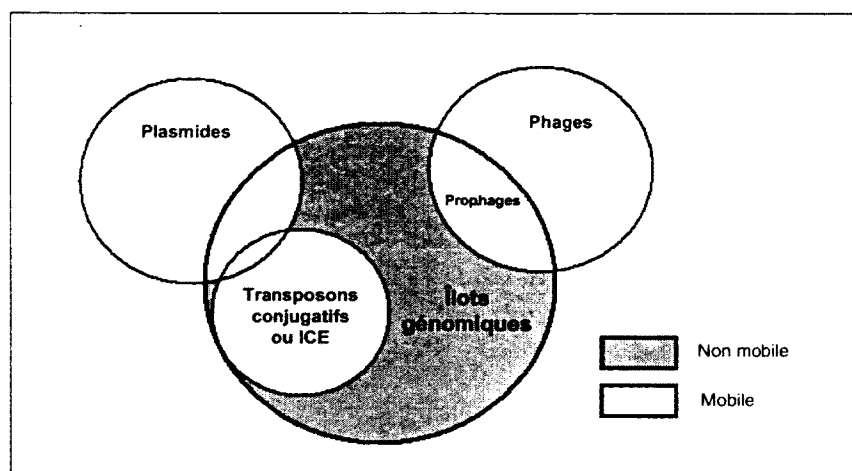 Plasmides
Phages
Prophages
Transposons
conjugatifs
ou ICE
Îlots
génomiques
Non mobile
Mobile